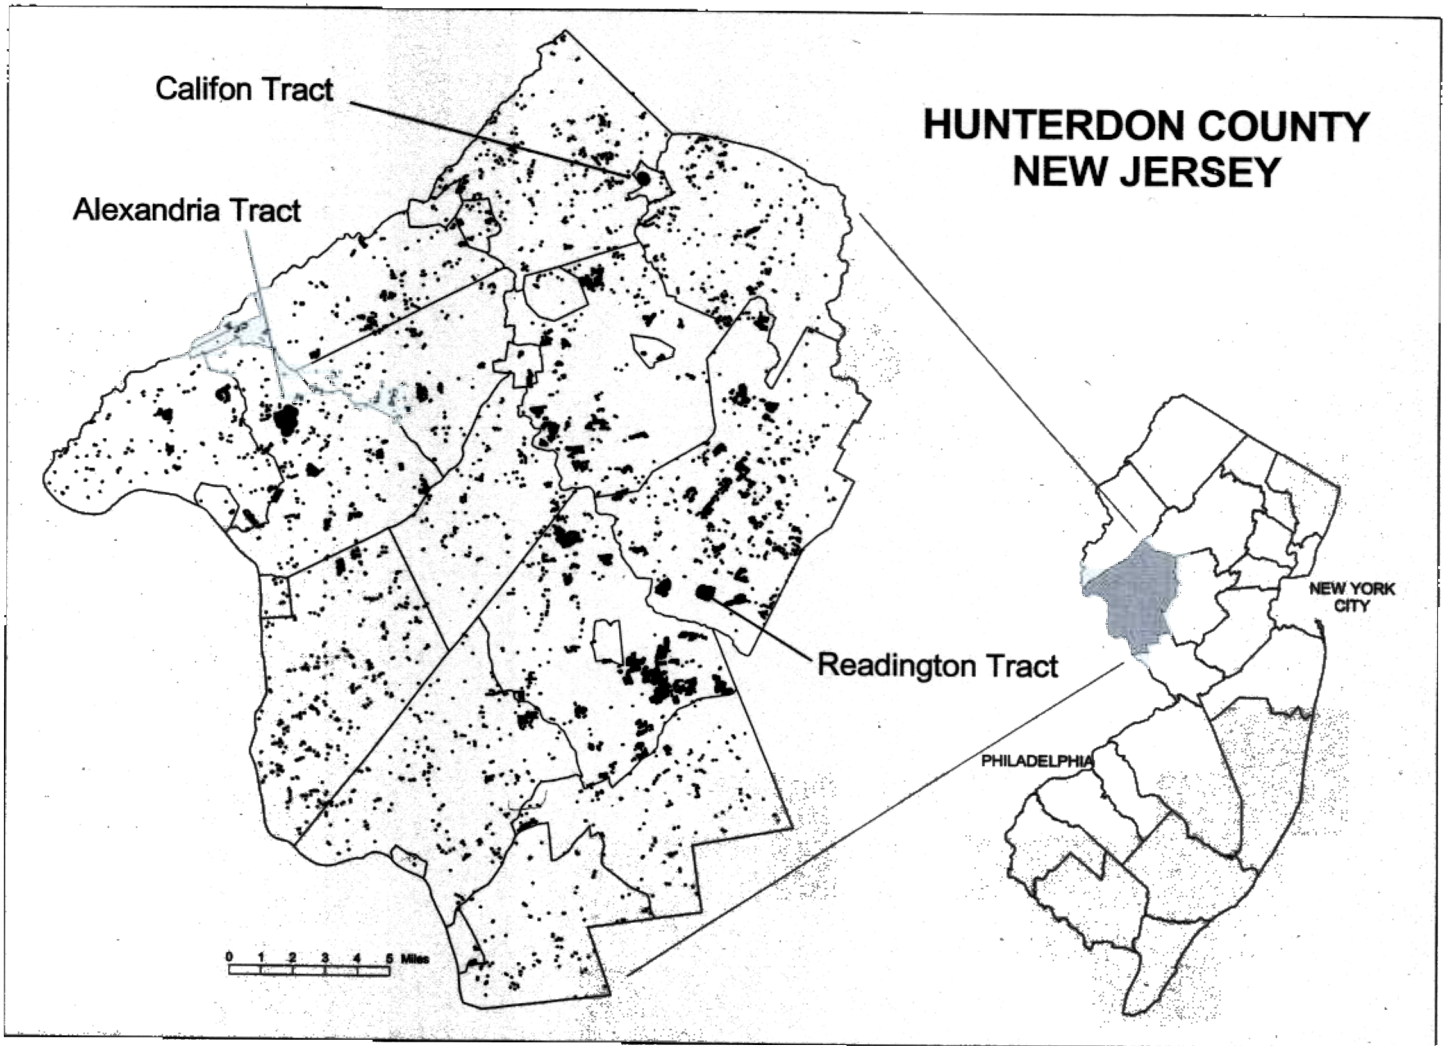 Califon Tract
HUNTERDON COUNTY
NEW JERSEY
Alexandria Tract
NEW YORK
CITY
Readington Tract
PHILADELPHIA
0 1 2 3 4 5 Miles